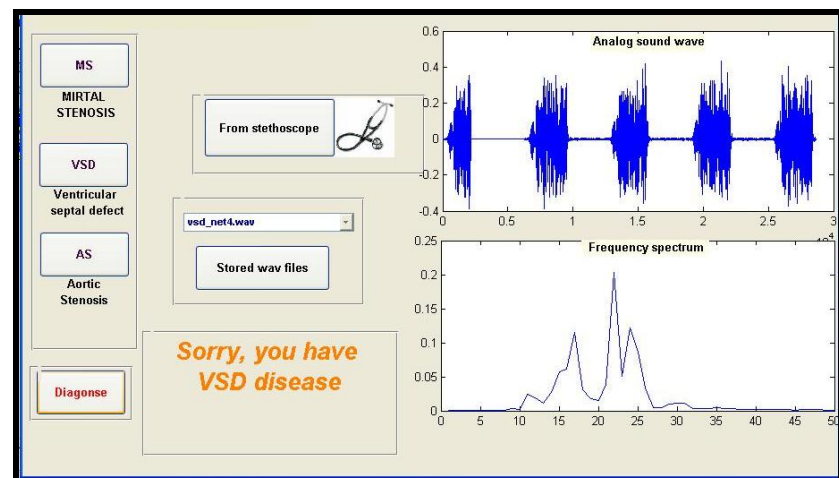 MS
MIRTAL
STENOSIS
VSD
Ventricular
septal defect
AS
Aortic
Stenosis
Diagonse
From stethoscope
vsd_net4.wav
Stored wav files
Sorry, you have
VSD disease
Analog sound wave
0.6
0.4
0.2
0
-0.2
-0.4
0 0.5 1 1.5 2 2.5 3
Frequency spectrum
0.25
0.2
0.15
0.1
0.05
0
0 5 10 15 20 25 30 35 40 45 50